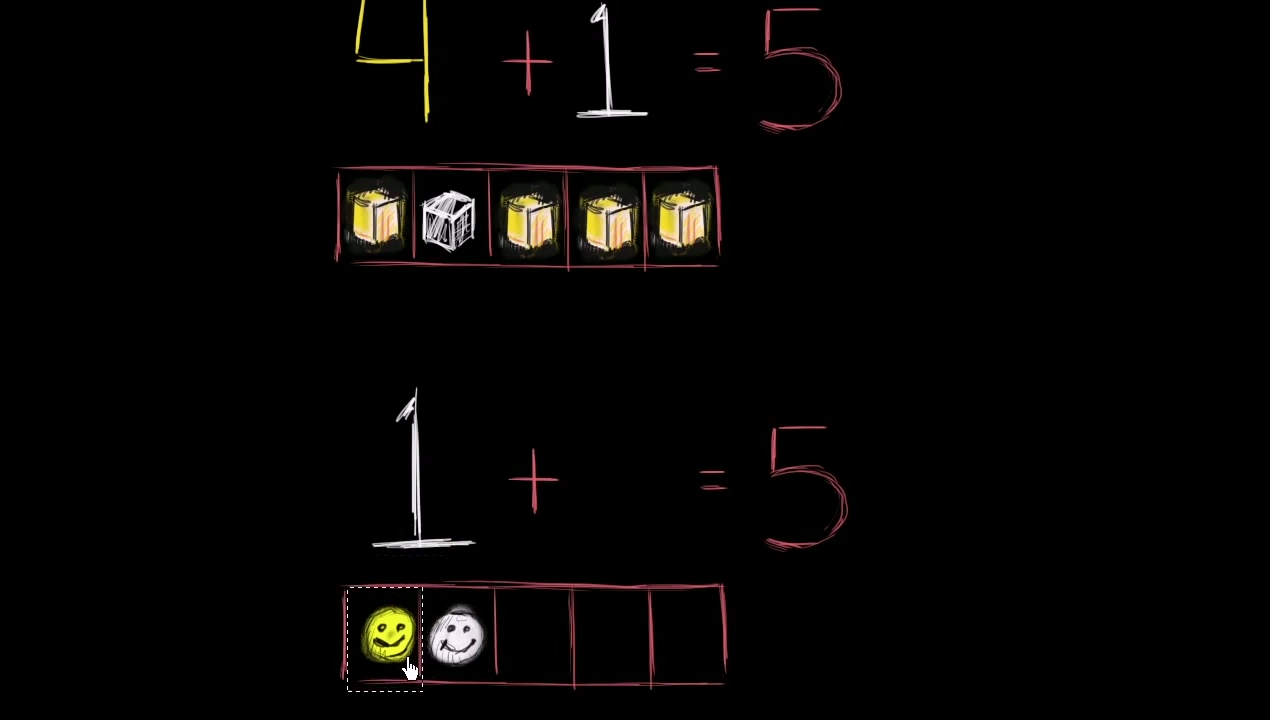 4 + 1 = 5
1 + = 5